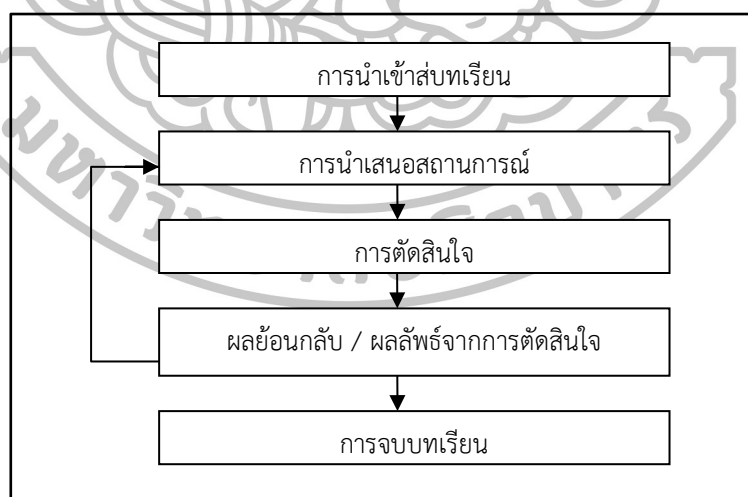 การนำเข้าส่บทเรียน
การนำเสนอสถานการณ์
การตัดสินใจ
ผลย้อนกลับ / ผลลัพธ์จากการตัดสินใจ
การจบบทเรียน